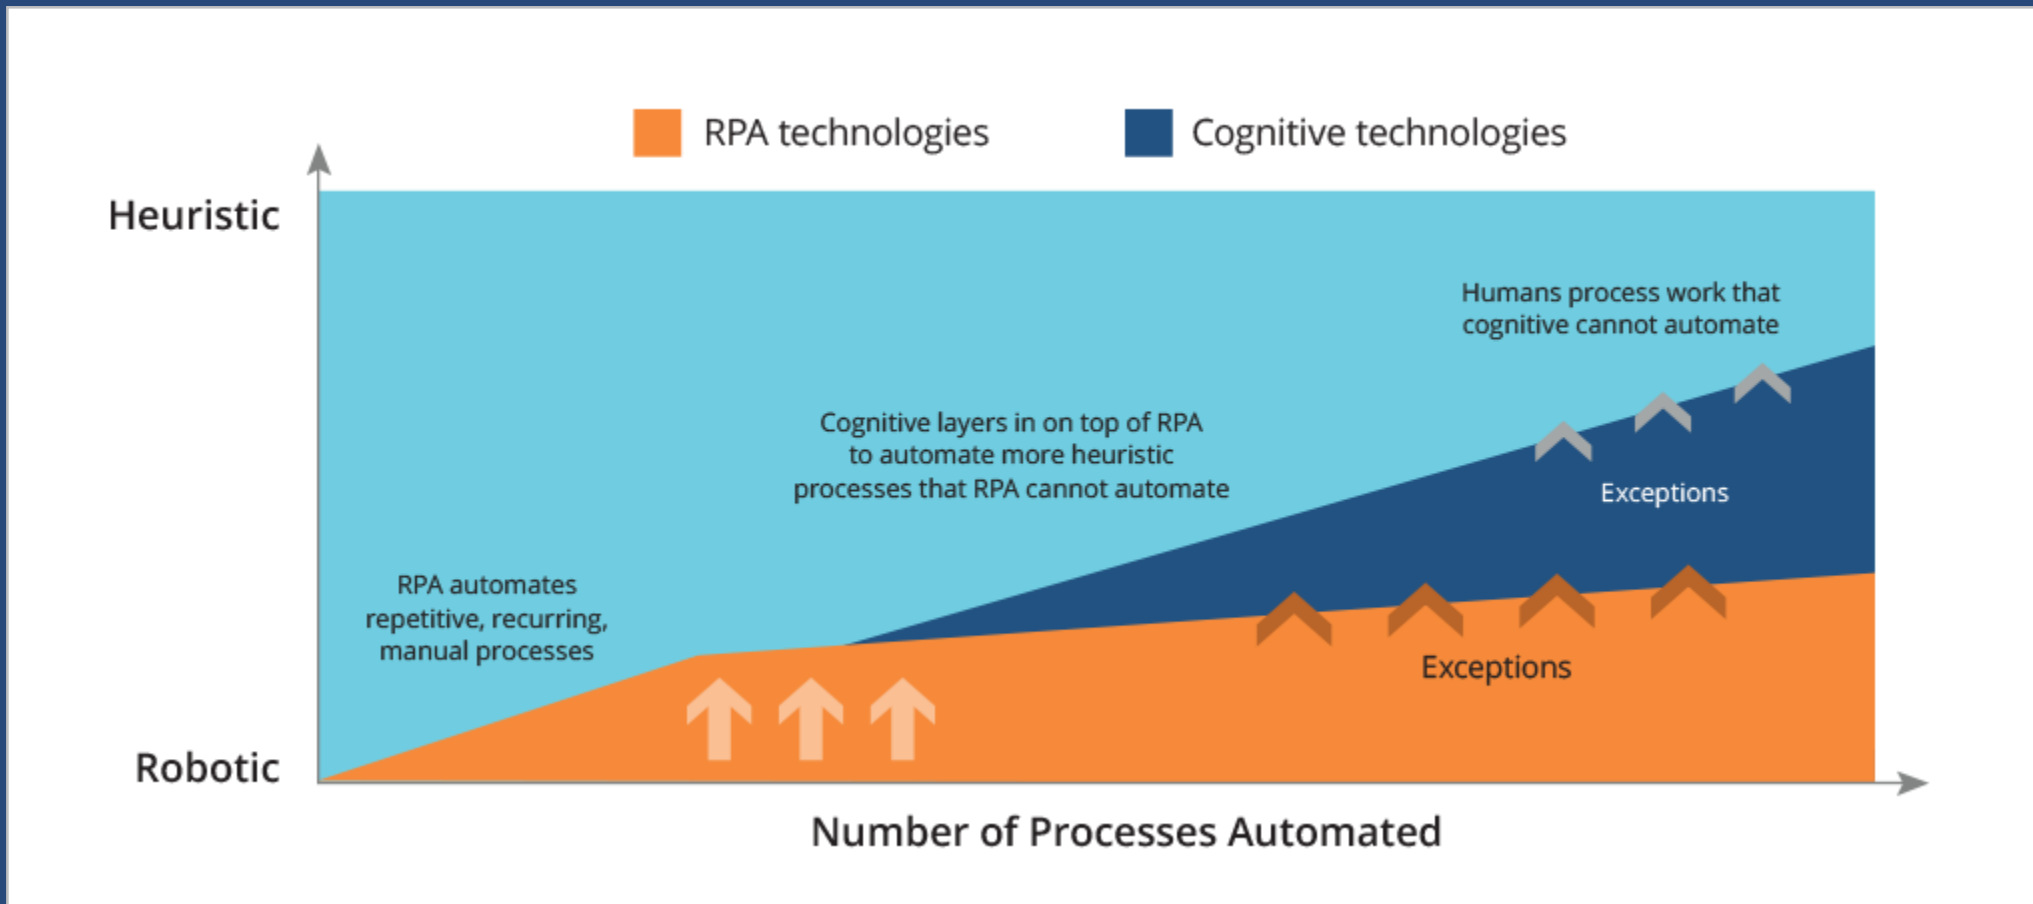 RPA technologies
Cognitive technologies
Heuristic
Humans process work that
cognitive cannot automate
Cognitive layers in on top of RPA
to automate more heuristic
processes that RPA cannot automate
Exceptions
RPA automates
repetitive, recurring,
manual processes
Exceptions
Robotic
Number of Processes Automated